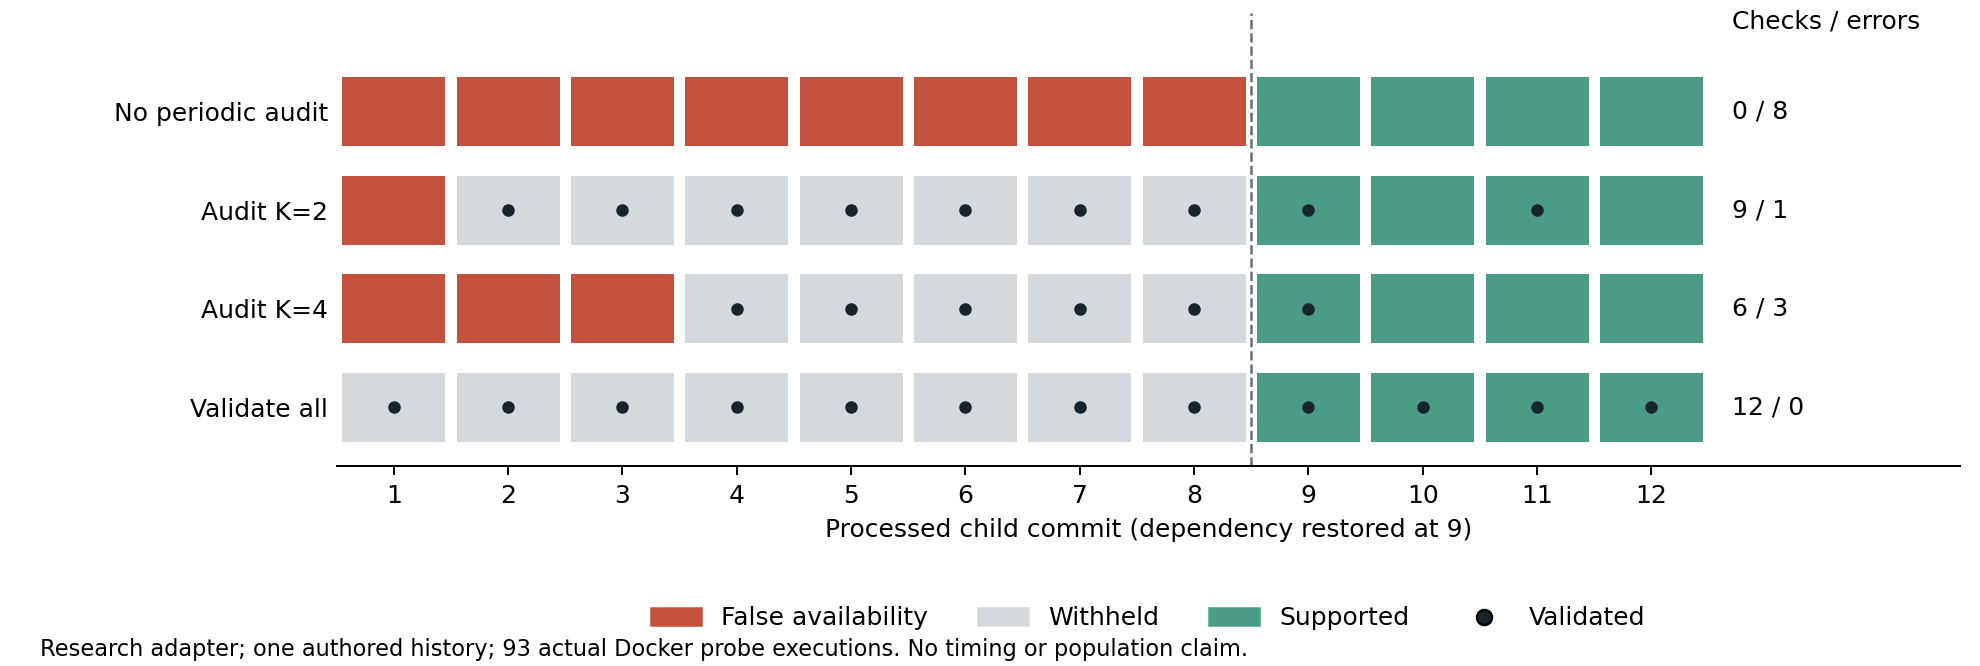 Checks / errors
No periodic audit 0 / 8
Audit K=2 9 / 1
Audit K=4 6 / 3
Validate all 12 / 0
1 2 3 4 5 6 7 8 9 10 11 12
Processed child commit (dependency restored at 9)
False availability Withheld Supported Validated
Research adapter; one authored history; 93 actual Docker probe executions. No timing or population claim.